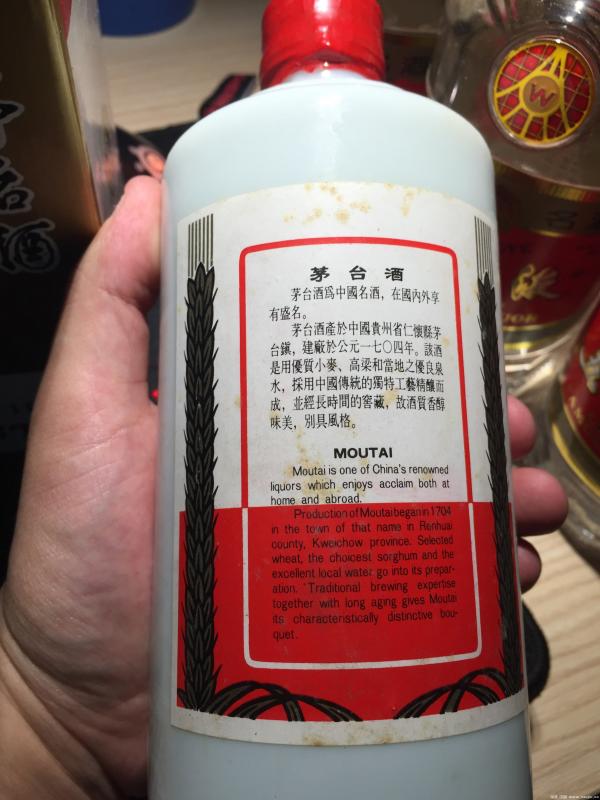 茅台酒
茅台酒爲中國名酒，在國內外享
有盛名。
茅台酒產於中國貴州省仁懷縣茅
台鎭，建廠於公元一七〇四年。該酒
是用優質小麥、高梁和當地之優良泉
水，採用中國傳統的獨特工藝精釀而
成，並經長時間的窖藏，故酒質香醇
味美，別具風格。
MOUTAI
Moutai is one of China's renowned
liquors which enjoys acclaim both at
home and abroad.
Production of Moutai began in 1704
in the town of that name in Renhuai
county, Kweichow province. Selected
wheat, the choicest sorghum and the
excellent local water go into its prepar-
ation. Traditional brewing expertise
together with long aging gives Moutai
its characteristically distinctive bou-
quet.
酒
W